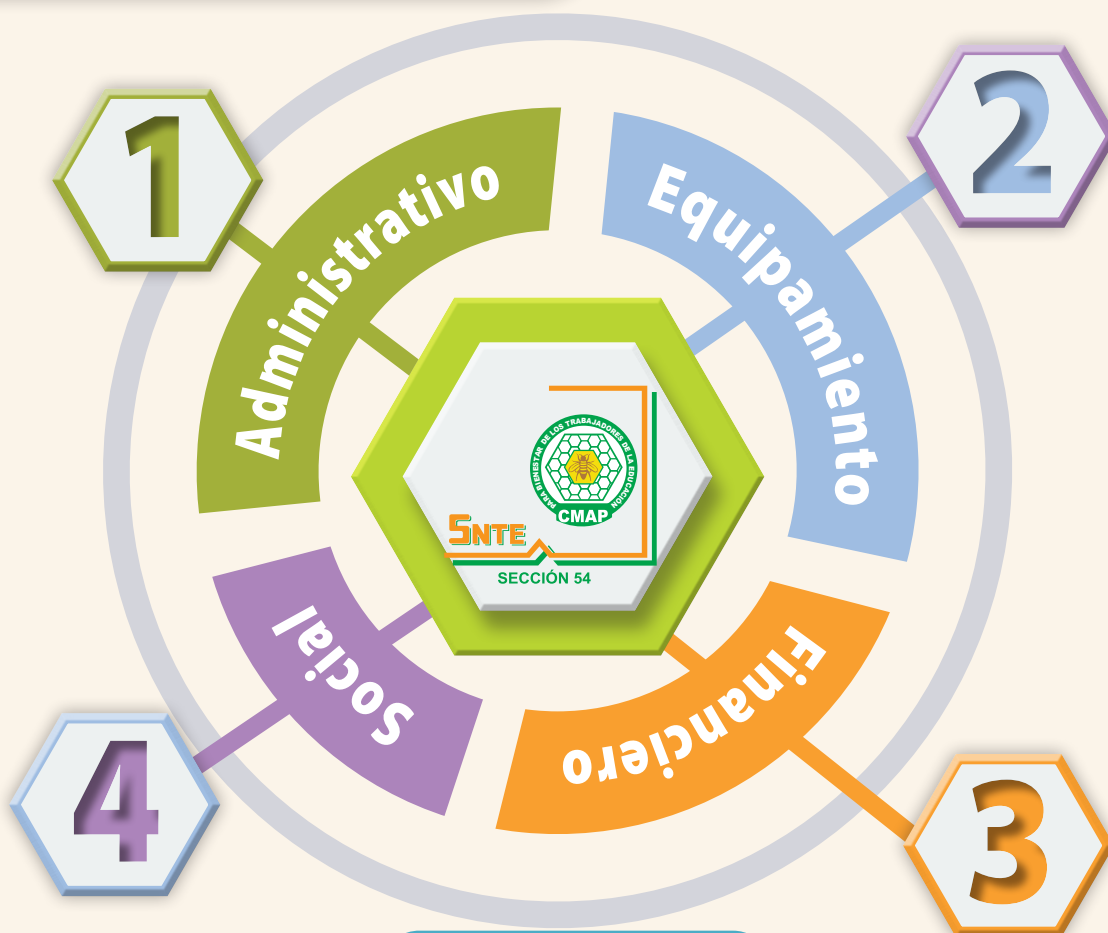 1
Administrativo
2
Equipamiento
3
Financiero
4
Social
PARA BIENESTAR DE LOS TRABAJADORES DE LA EDUCACIÓN
CMAP
SNTE
SECCIÓN 54